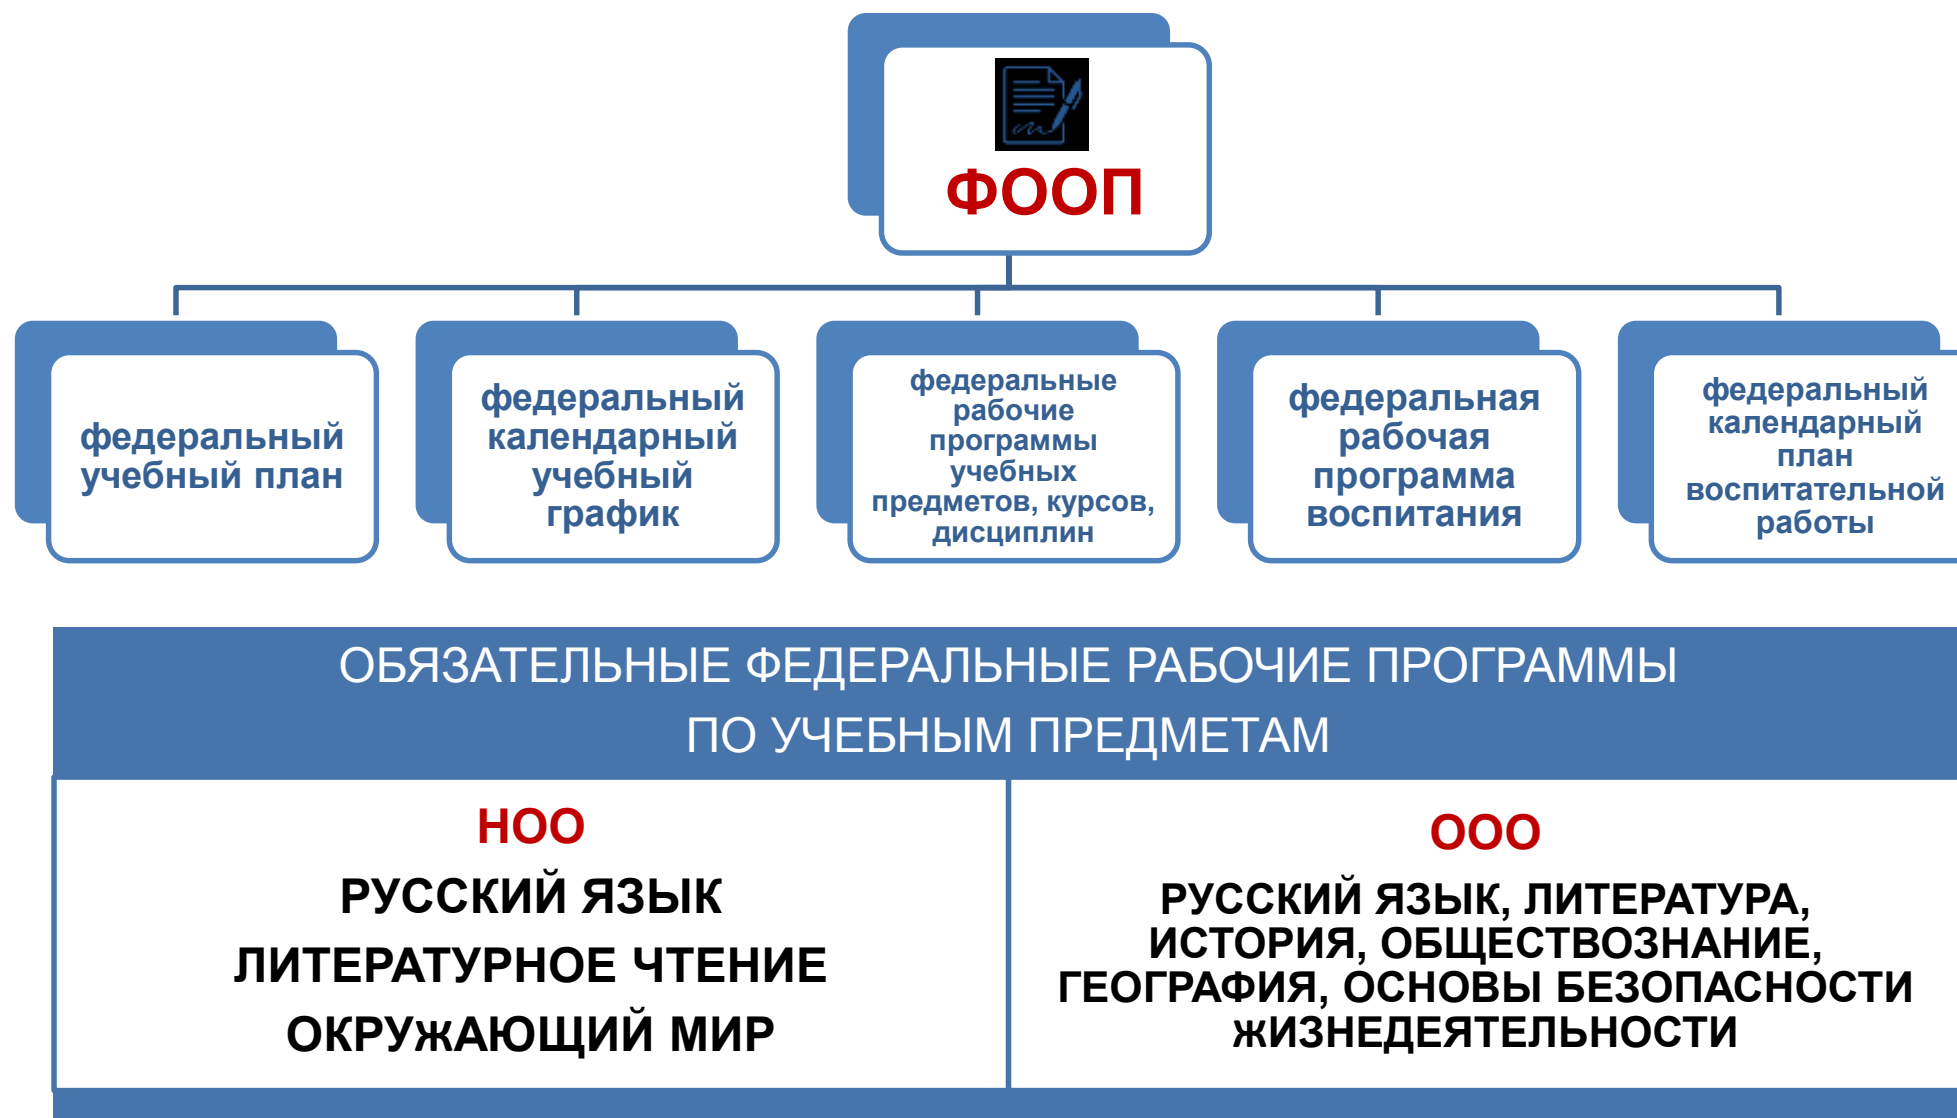 ФООП
федеральный
учебный план
федеральный
календарный
учебный
график
федеральные
рабочие
программы
учебных
предметов, курсов,
дисциплин
федеральная
рабочая
программа
воспитания
федеральный
календарный
план
воспитательной
работы
ОБЯЗАТЕЛЬНЫЕ ФЕДЕРАЛЬНЫЕ РАБОЧИЕ ПРОГРАММЫ
ПО УЧЕБНЫМ ПРЕДМЕТАМ
НОО
РУССКИЙ ЯЗЫК
ЛИТЕРАТУРНОЕ ЧТЕНИЕ
ОКРУжАЮЩИЙ МИР
ООО
РУССКИЙ ЯЗЫК, ЛИТЕРАТУРА,
ИСТОРИЯ, ОБЩЕСТВОЗНАНИЕ,
ГЕОГРАФИЯ, ОСНОВЫ БЕЗОПАСНОСТИ
жИЗНЕДЕЯТЕЛЬНОСТИ